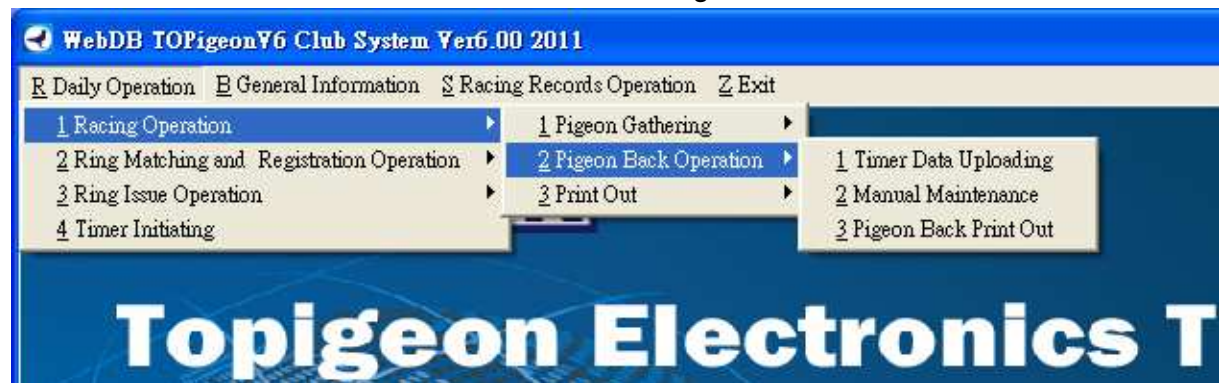 WebDB TOPigeonV6 Club System Ver6.00 2011
R Daily Operation B General Information S Racing Records Operation Z Exit
1 Racing Operation
2 Ring Matching and Registration Operation
3 Ring Issue Operation
4 Timer Initiating
1 Pigeon Gathering
2 Pigeon Back Operation
3 Print Out
1 Timer Data Uploading
2 Manual Maintenance
3 Pigeon Back Print Out
Topigeon Electronics T